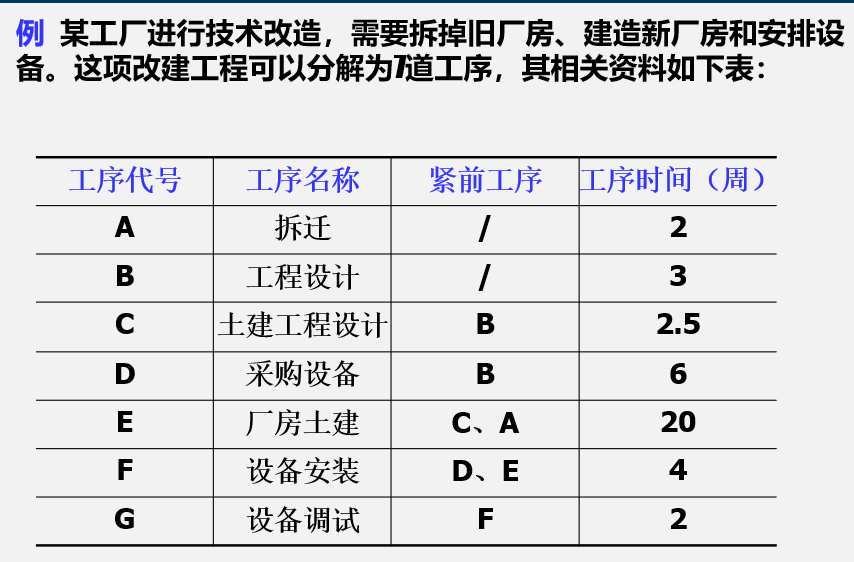 例 某工厂进行技术改造，需要拆掉旧厂房、建造新厂房和安排设
备。这项改建工程可以分解为7道工序，其相关资料如下表：
工序代号 工序名称 紧前工序 工序时间（周）
A 拆迁 / 2
B 工程设计 / 3
C 土建工程设计 B 2.5
D 采购设备 B 6
E 厂房土建 C、A 20
F 设备安装 D、E 4
G 设备调试 F 2